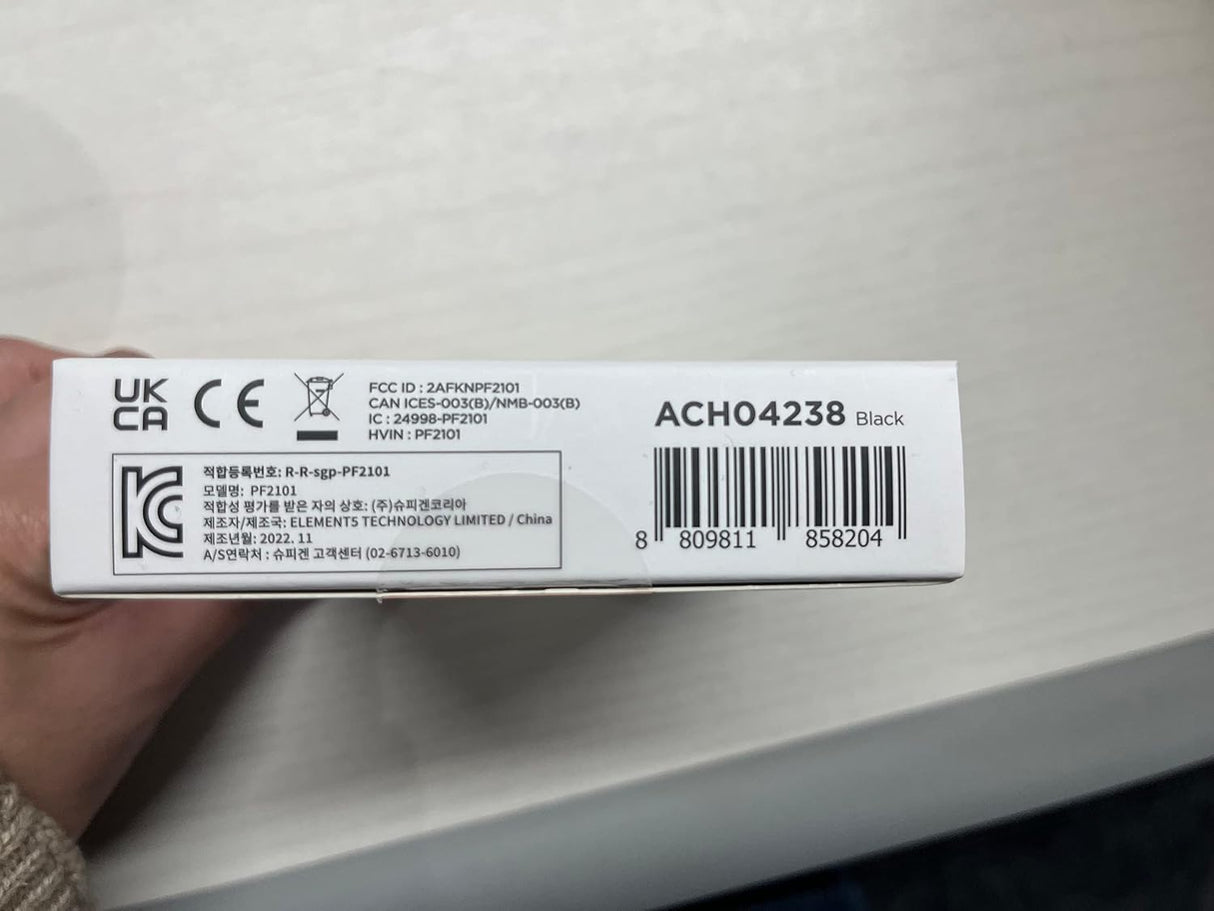 UK
CA
CE
FCC ID : 2AFKNPF2101
CAN ICES-003(B)/NMB-003(B)
IC : 24998-PF2101
HVIN : PF2101
적합등록번호: R-R-sgp-PF2101
모델명: PF2101
적합성 평가를 받은 자의 상호: (주)슈피겐코리아
제조자/제조국: ELEMENT5 TECHNOLOGY LIMITED / China
제조년월: 2022. 11
A/S연락처 : 슈피겐 고객센터 (02-6713-6010)
ACH04238 Black
8 809811 858204